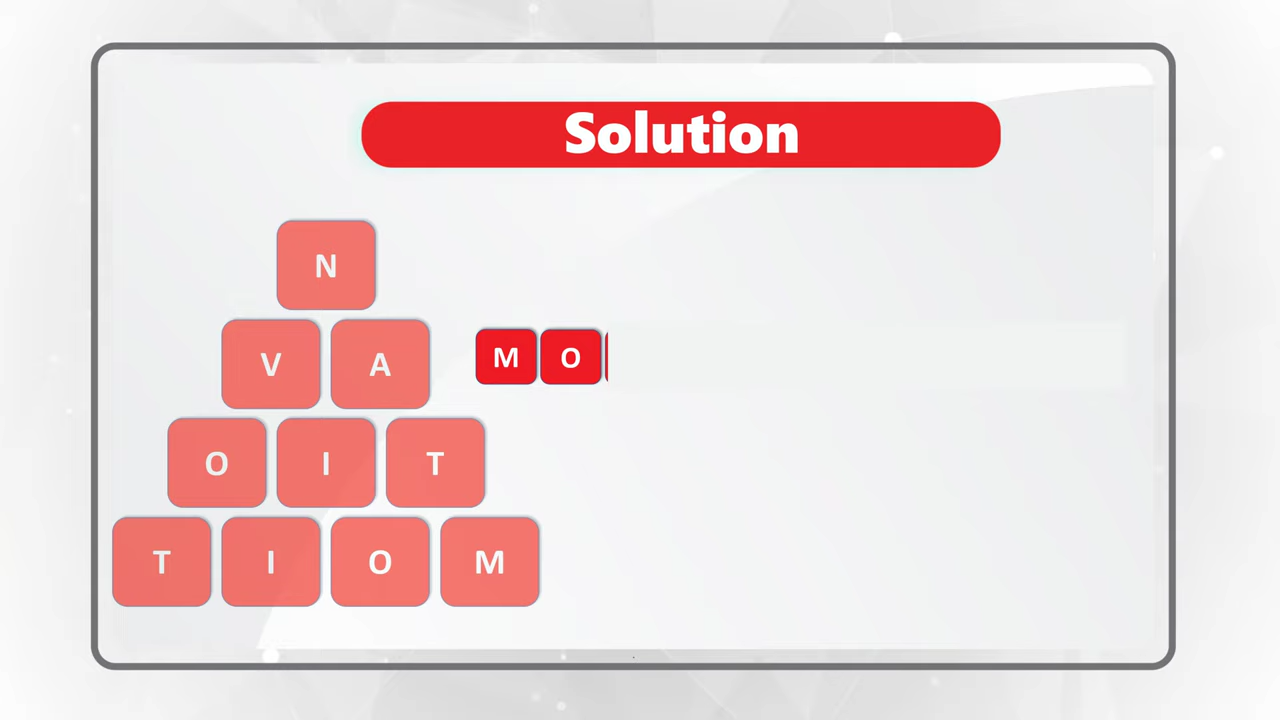 Solution
N
V A
M O
O I T
T I O M